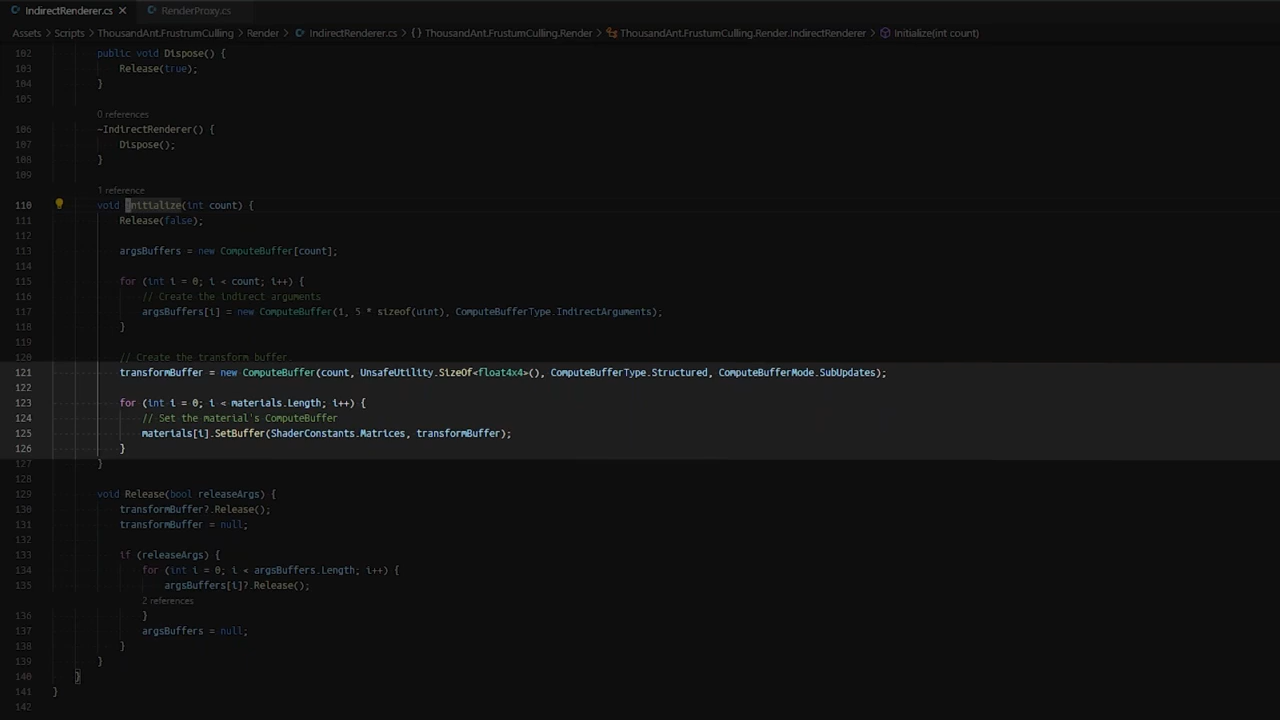 IndirectRenderer.cs
RenderProxy.cs
Assets > Scripts > ThousandAnt.FrustrumCulling > Render > IndirectRenderer.cs > {} ThousandAnt.FrustumCulling.Render > ThousandAnt.FrustumCulling.Render.IndirectRenderer > Initialize(int count)
102 public void Dispose() {
103 Release(true);
104 }
105
0 references
106 ~IndirectRenderer() {
107 Dispose();
108 }
109
1 reference
110 void Initialize(int count) {
111 Release(false);
112
113 argsBuffers = new ComputeBuffer[count];
114
115 for (int i = 0; i < count; i++) {
116 // Create the indirect arguments
117 argsBuffers[i] = new ComputeBuffer(1, 5 * sizeof(uint), ComputeBufferType.IndirectArguments);
118 }
119
120 // Create the transform buffer.
121 transformBuffer = new ComputeBuffer(count, UnsafeUtility.SizeOf<float4x4>(), ComputeBufferType.Structured, ComputeBufferMode.SubUpdates);
122
123 for (int i = 0; i < materials.Length; i++) {
124 // Set the material's ComputeBuffer
125 materials[i].SetBuffer(ShaderConstants.Matrices, transformBuffer);
126 }
127 }
128
129 void Release(bool releaseArgs) {
130 transformBuffer?.Release();
131 transformBuffer = null;
132
133 if (releaseArgs) {
134 for (int i = 0; i < argsBuffers.Length; i++) {
135 argsBuffers[i]?.Release();
2 references
136 }
137 argsBuffers = null;
138 }
139 }
140 }
141 }
142